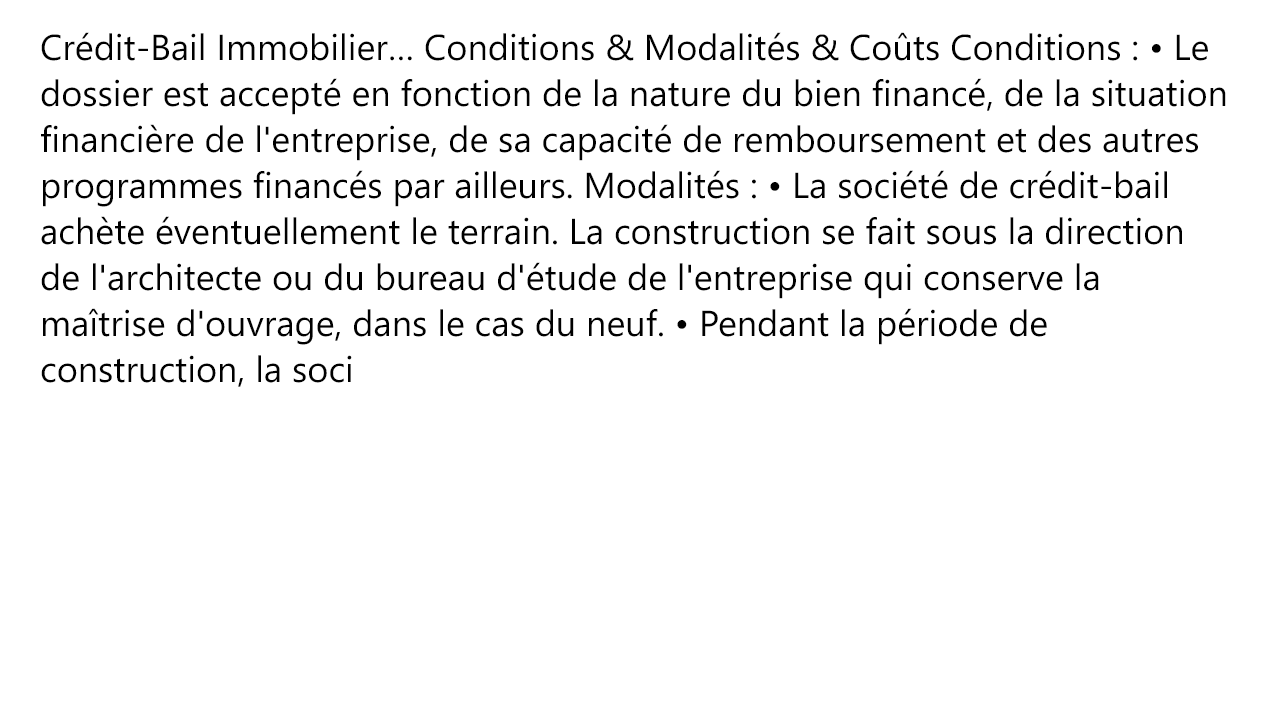 Crédit-Bail Immobilier... Conditions & Modalités & Coûts Conditions : • Le
dossier est accepté en fonction de la nature du bien financé, de la situation
financière de l'entreprise, de sa capacité de remboursement et des autres
programmes financés par ailleurs. Modalités : • La société de crédit-bail
achète éventuellement le terrain. La construction se fait sous la direction
de l'architecte ou du bureau d'étude de l'entreprise qui conserve la
maîtrise d'ouvrage, dans le cas du neuf. • Pendant la période de
construction, la soci